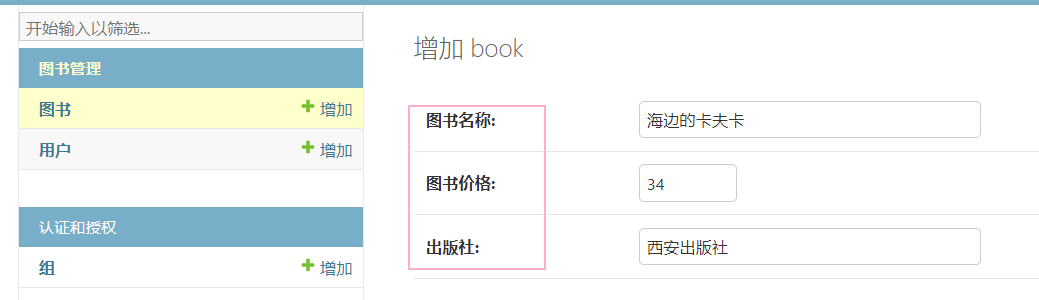 开始输入以筛选...
图书管理
图书 增加
用户 增加
认证和授权
组 增加
增加 book
图书名称: 海边的卡夫卡
图书价格: 34
出版社: 西安出版社